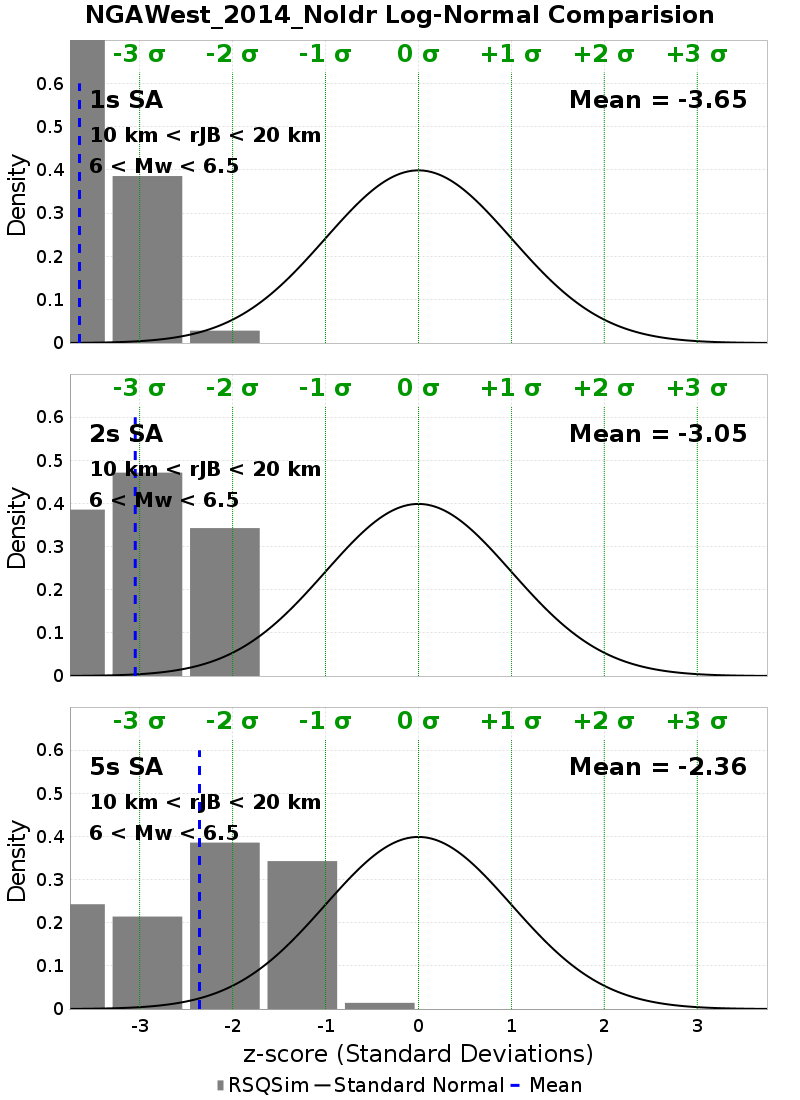 NGAWest_2014_NoIdr Log-Normal Comparision
-3 σ -2 σ -1 σ 0 σ +1 σ +2 σ +3 σ
0.6
1s SA Mean = -3.65
0.5
10 km < rJB < 20 km
6 < Mw < 6.5
0.4
Density
0.3
0.2
0.1
0
-3 σ -2 σ -1 σ 0 σ +1 σ +2 σ +3 σ
0.6
2s SA Mean = -3.05
0.5
10 km < rJB < 20 km
6 < Mw < 6.5
0.4
Density
0.3
0.2
0.1
0
-3 σ -2 σ -1 σ 0 σ +1 σ +2 σ +3 σ
0.6
5s SA Mean = -2.36
0.5
10 km < rJB < 20 km
6 < Mw < 6.5
0.4
Density
0.3
0.2
0.1
0
-3 -2 -1 0 1 2 3
z-score (Standard Deviations)
RSQSim Standard Normal Mean